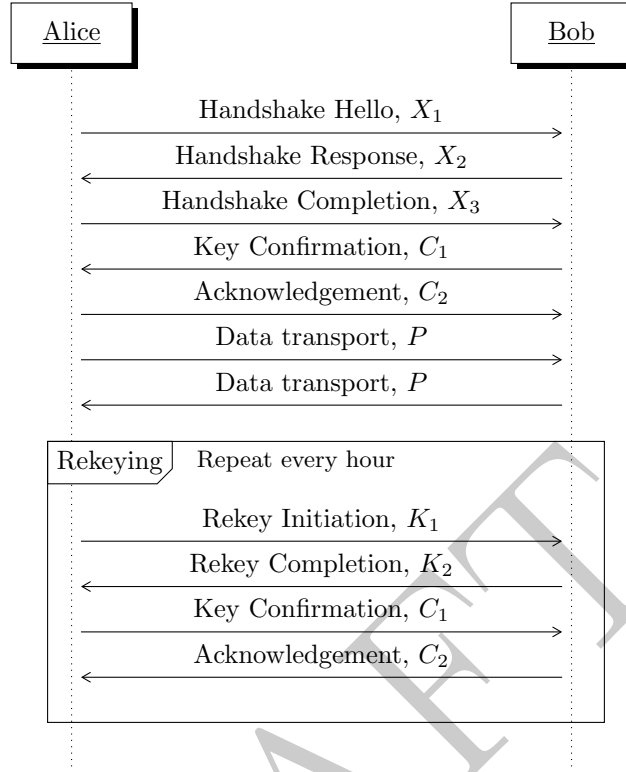 Alice
Bob
Handshake Hello, X₁
Handshake Response, X₂
Handshake Completion, X₃
Key Confirmation, C₁
Acknowledgement, C₂
Data transport, P
Data transport, P
Rekeying Repeat every hour
Rekey Initiation, K₁
Rekey Completion, K₂
Key Confirmation, C₁
Acknowledgement, C₂
AFT